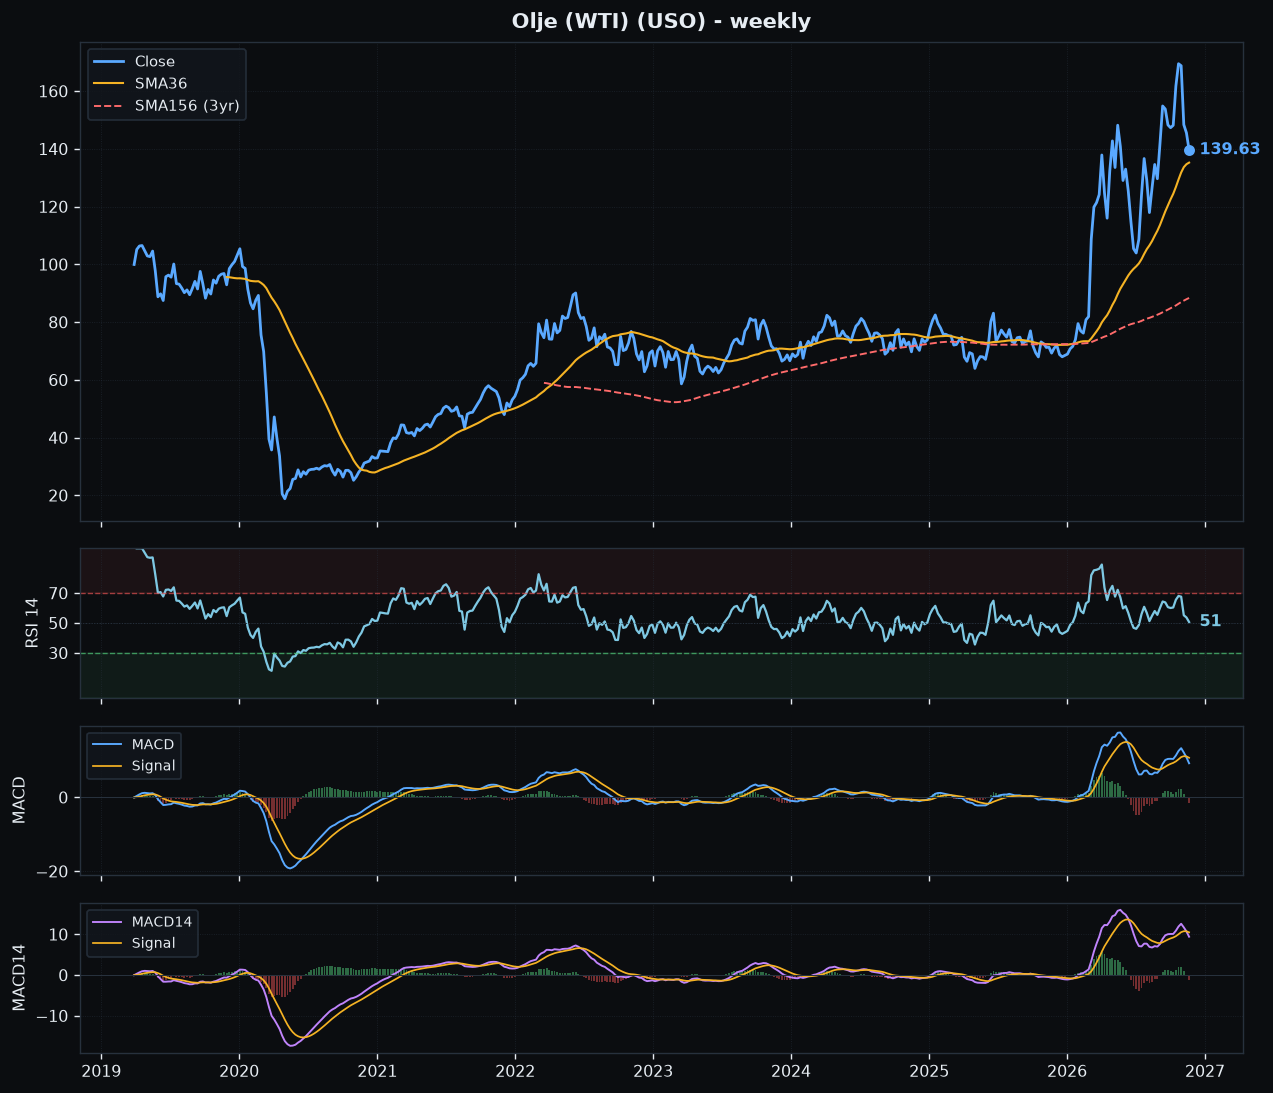 Olje (WTI) (USO) - weekly
Close
SMA36
SMA156 (3yr)
160
140
120
100
80
60
40
20
139.63
RSI 14
70
50
30
51
MACD
MACD
Signal
0
−20
MACD14
MACD14
Signal
10
0
−10
2019 2020 2021 2022 2023 2024 2025 2026 2027